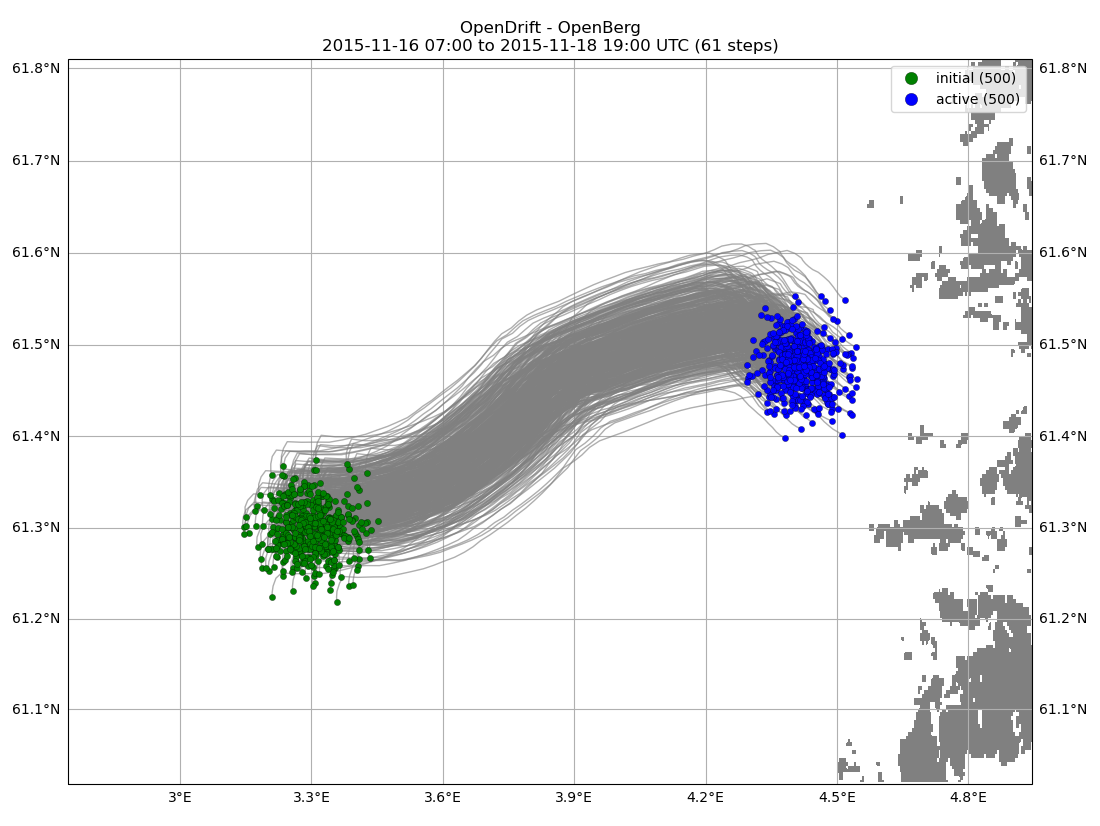 OpenDrift - OpenBerg
2015-11-16 07:00 to 2015-11-18 19:00 UTC (61 steps)
initial (500)
active (500)
61.8°N
61.7°N
61.6°N
61.5°N
61.4°N
61.3°N
61.2°N
61.1°N
61.8°N
61.7°N
61.6°N
61.5°N
61.4°N
61.3°N
61.2°N
61.1°N
3°E
3.3°E
3.6°E
3.9°E
4.2°E
4.5°E
4.8°E